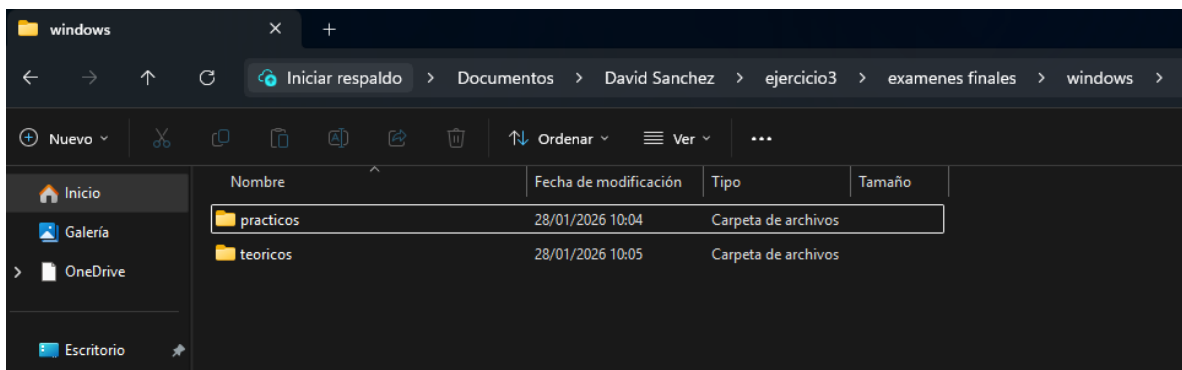 windows
Iniciar respaldo > Documentos > David Sanchez > ejercicio3 > examenes finales > windows >
Nuevo Ordenar Ver ...
Nombre Fecha de modificación Tipo Tamaño
Inicio
practicos 28/01/2026 10:04 Carpeta de archivos
Galería
teoricos 28/01/2026 10:05 Carpeta de archivos
OneDrive
Escritorio